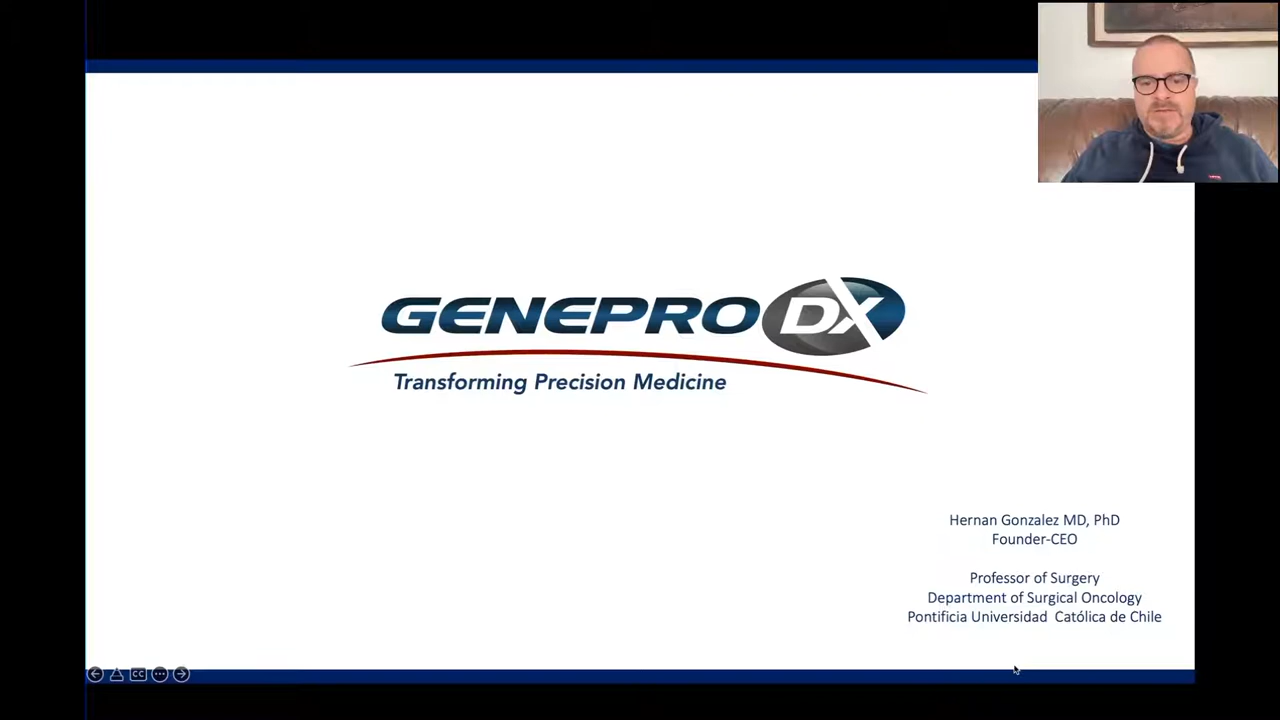 GENEPRO DX
Transforming Precision Medicine
Hernan Gonzalez MD, PhD
Founder-CEO
Professor of Surgery
Department of Surgical Oncology
Pontificia Universidad Católica de Chile
CC